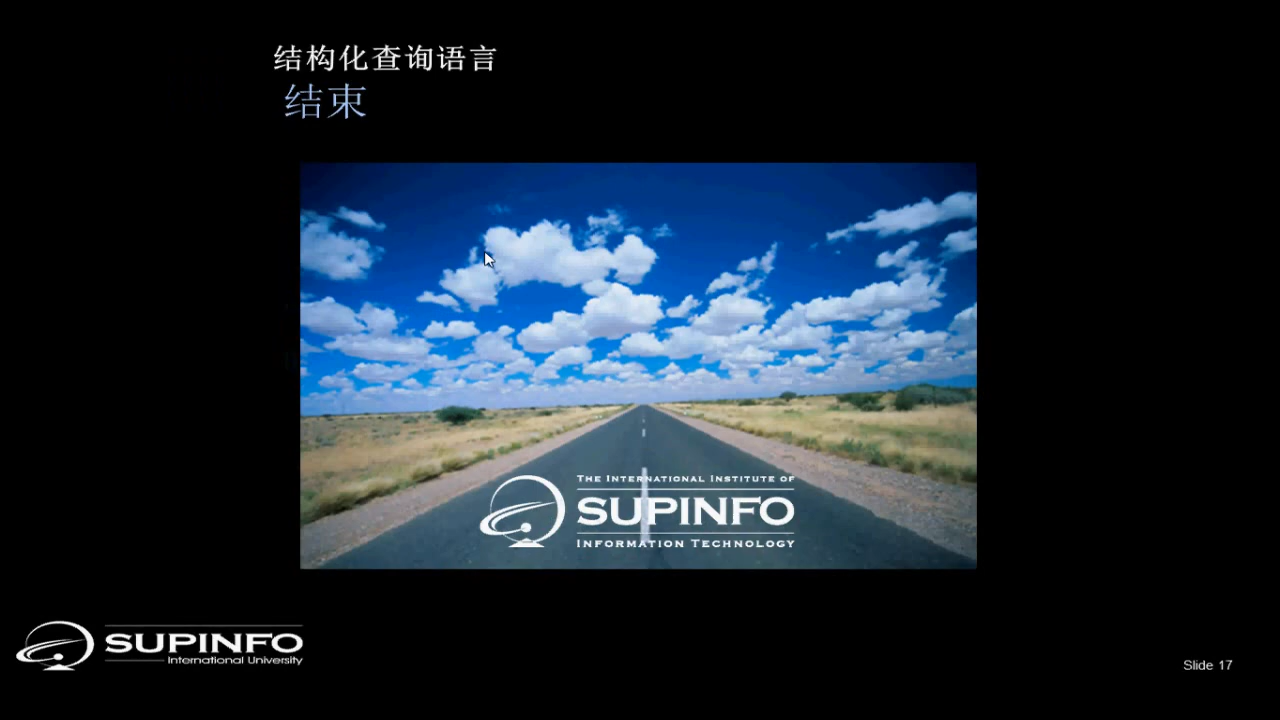 结构化查询语言
结束
THE INTERNATIONAL INSTITUTE OF
SUPINFO
INFORMATION TECHNOLOGY
SUPINFO
International University
Slide 17